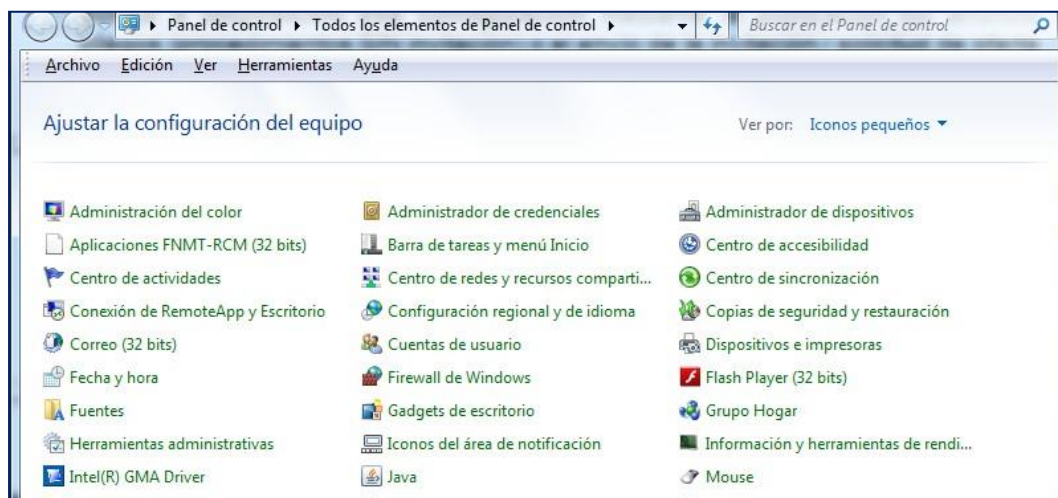 Panel de control ▸ Todos los elementos de Panel de control ▸ Buscar en el Panel de control
Archivo Edición Ver Herramientas Ayuda
Ajustar la configuración del equipo Ver por: Iconos pequeños
Administración del color Administrador de credenciales Administrador de dispositivos
Aplicaciones FNMT-RCM (32 bits) Barra de tareas y menú Inicio Centro de accesibilidad
Centro de actividades Centro de redes y recursos comparti... Centro de sincronización
Conexión de RemoteApp y Escritorio Configuración regional y de idioma Copias de seguridad y restauración
Correo (32 bits) Cuentas de usuario Dispositivos e impresoras
Fecha y hora Firewall de Windows Flash Player (32 bits)
Fuentes Gadgets de escritorio Grupo Hogar
Herramientas administrativas Iconos del área de notificación Información y herramientas de rendi...
Intel(R) GMA Driver Java Mouse